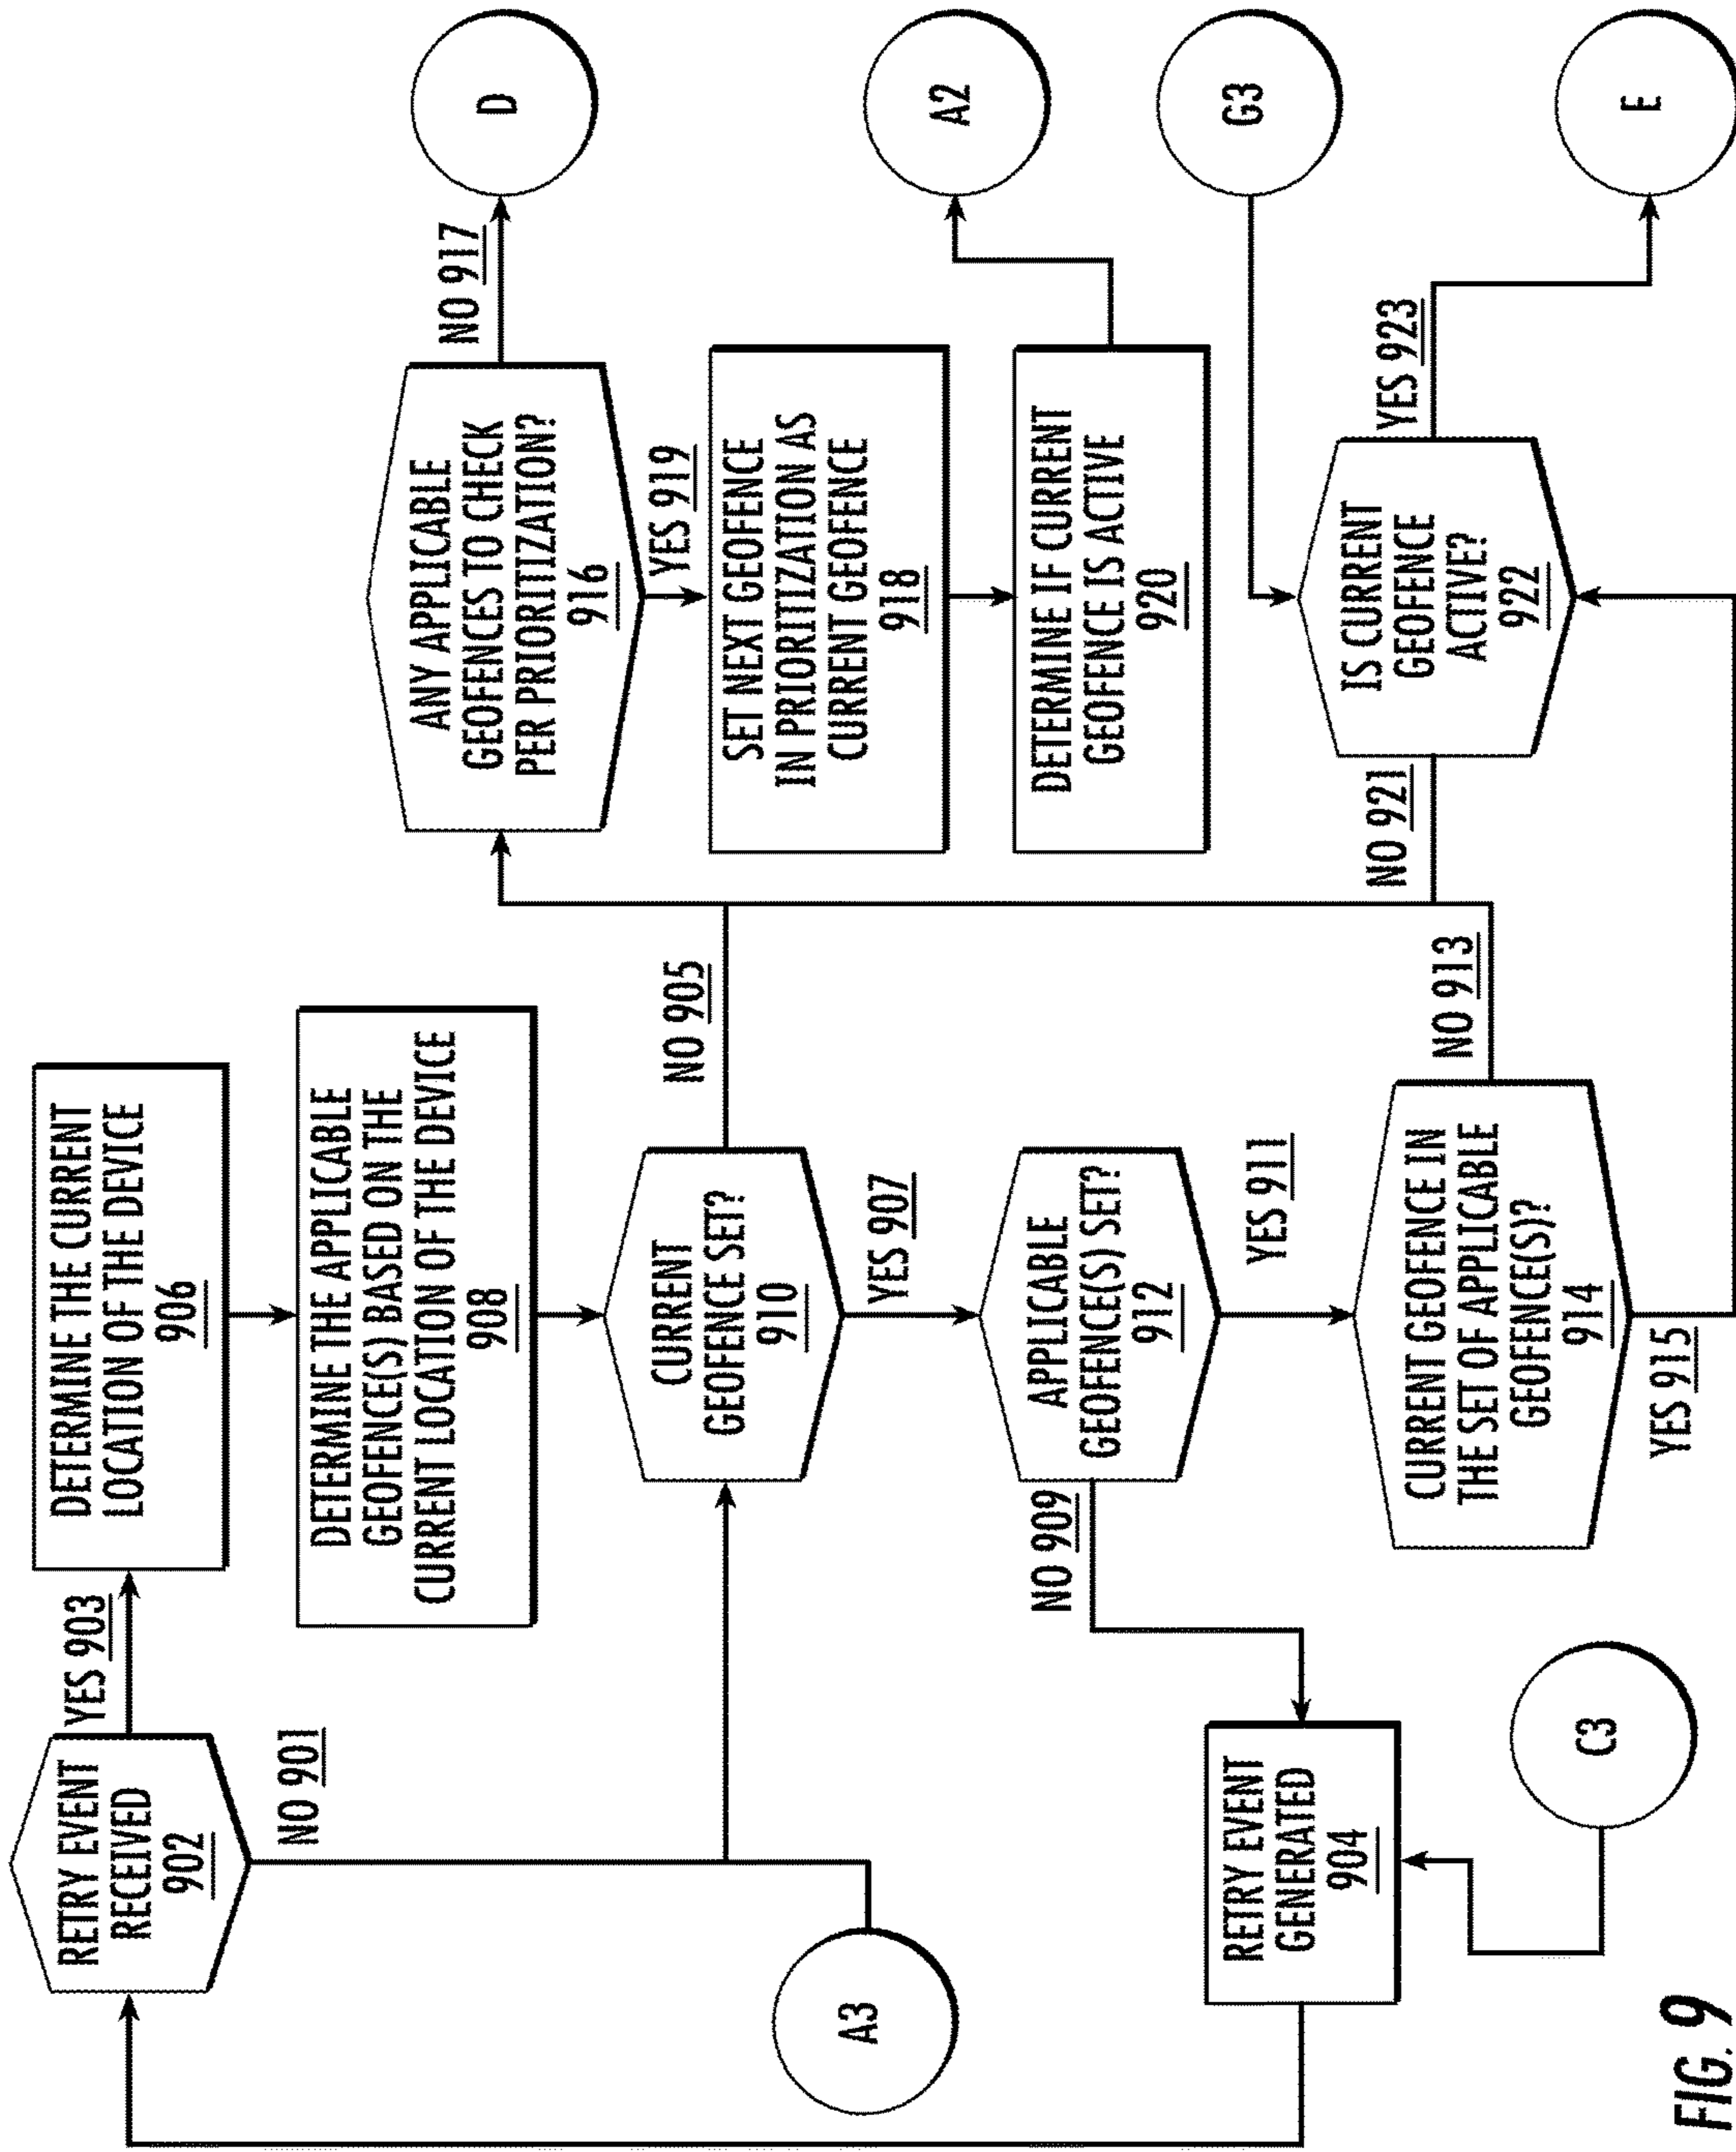 RETRY EVENT
RECEIVED
902
YES 903
NO 901
DETERMINE THE CURRENT
LOCATION OF THE DEVICE
906
DETERMINE THE APPLICABLE
GEOFENCE(S) BASED ON THE
CURRENT LOCATION OF THE DEVICE
908
CURRENT
GEOFENCE SET?
910
NO 905
YES 907
A3
APPLICABLE
GEOFENCE(S) SET?
912
NO 909
YES 911
RETRY EVENT
GENERATED
904
C3
CURRENT GEOFENCE IN
THE SET OF APPLICABLE
GEOFENCE(S)?
914
NO 913
YES 915
ANY APPLICABLE
GEOFENCES TO CHECK
PER PRIORITIZATION?
916
NO 917
D
YES 919
SET NEXT GEOFENCE
IN PRIORITIZATION AS
CURRENT GEOFENCE
918
DETERMINE IF CURRENT
GEOFENCE IS ACTIVE
920
A2
G3
IS CURRENT
GEOFENCE
ACTIVE?
922
NO 921
YES 923
E
FIG. 9